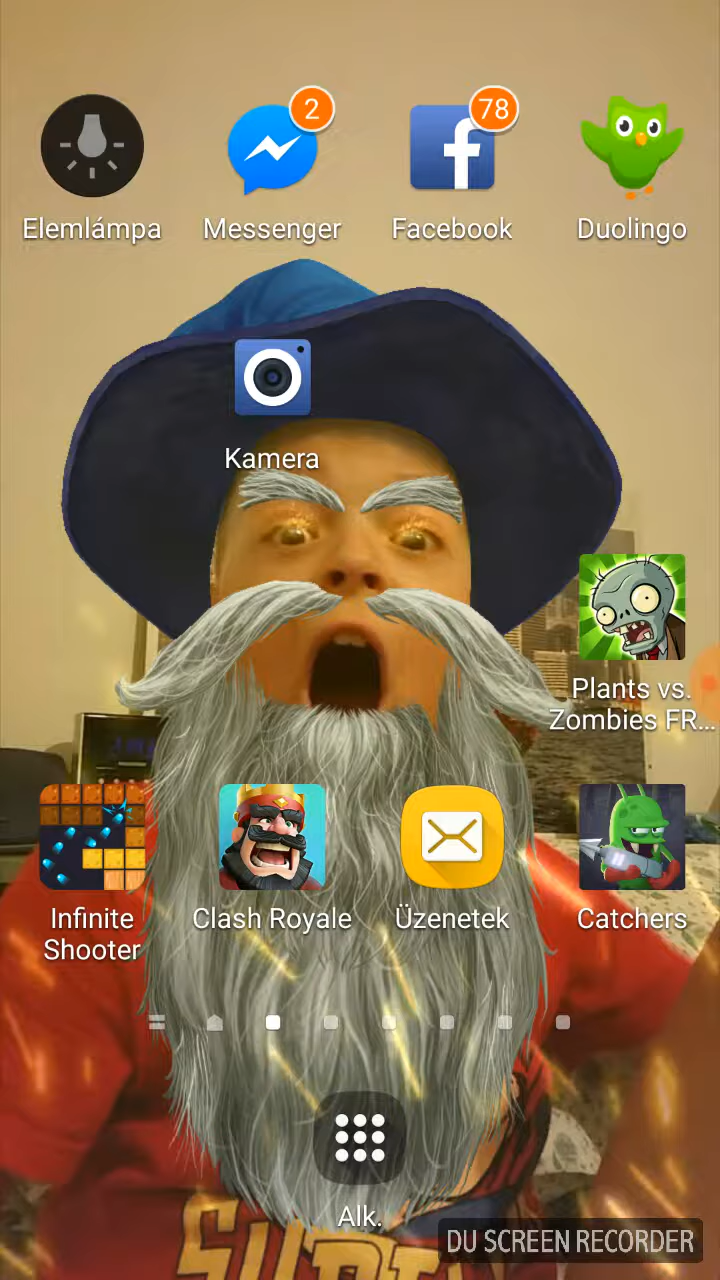 2
78
Elemlámpa
Messenger
Facebook
Duolingo
Kamera
Plants vs.
Zombies FR...
Infinite
Shooter
Clash Royale
Üzenetek
Catchers
Alk.
DU SCREEN RECORDER